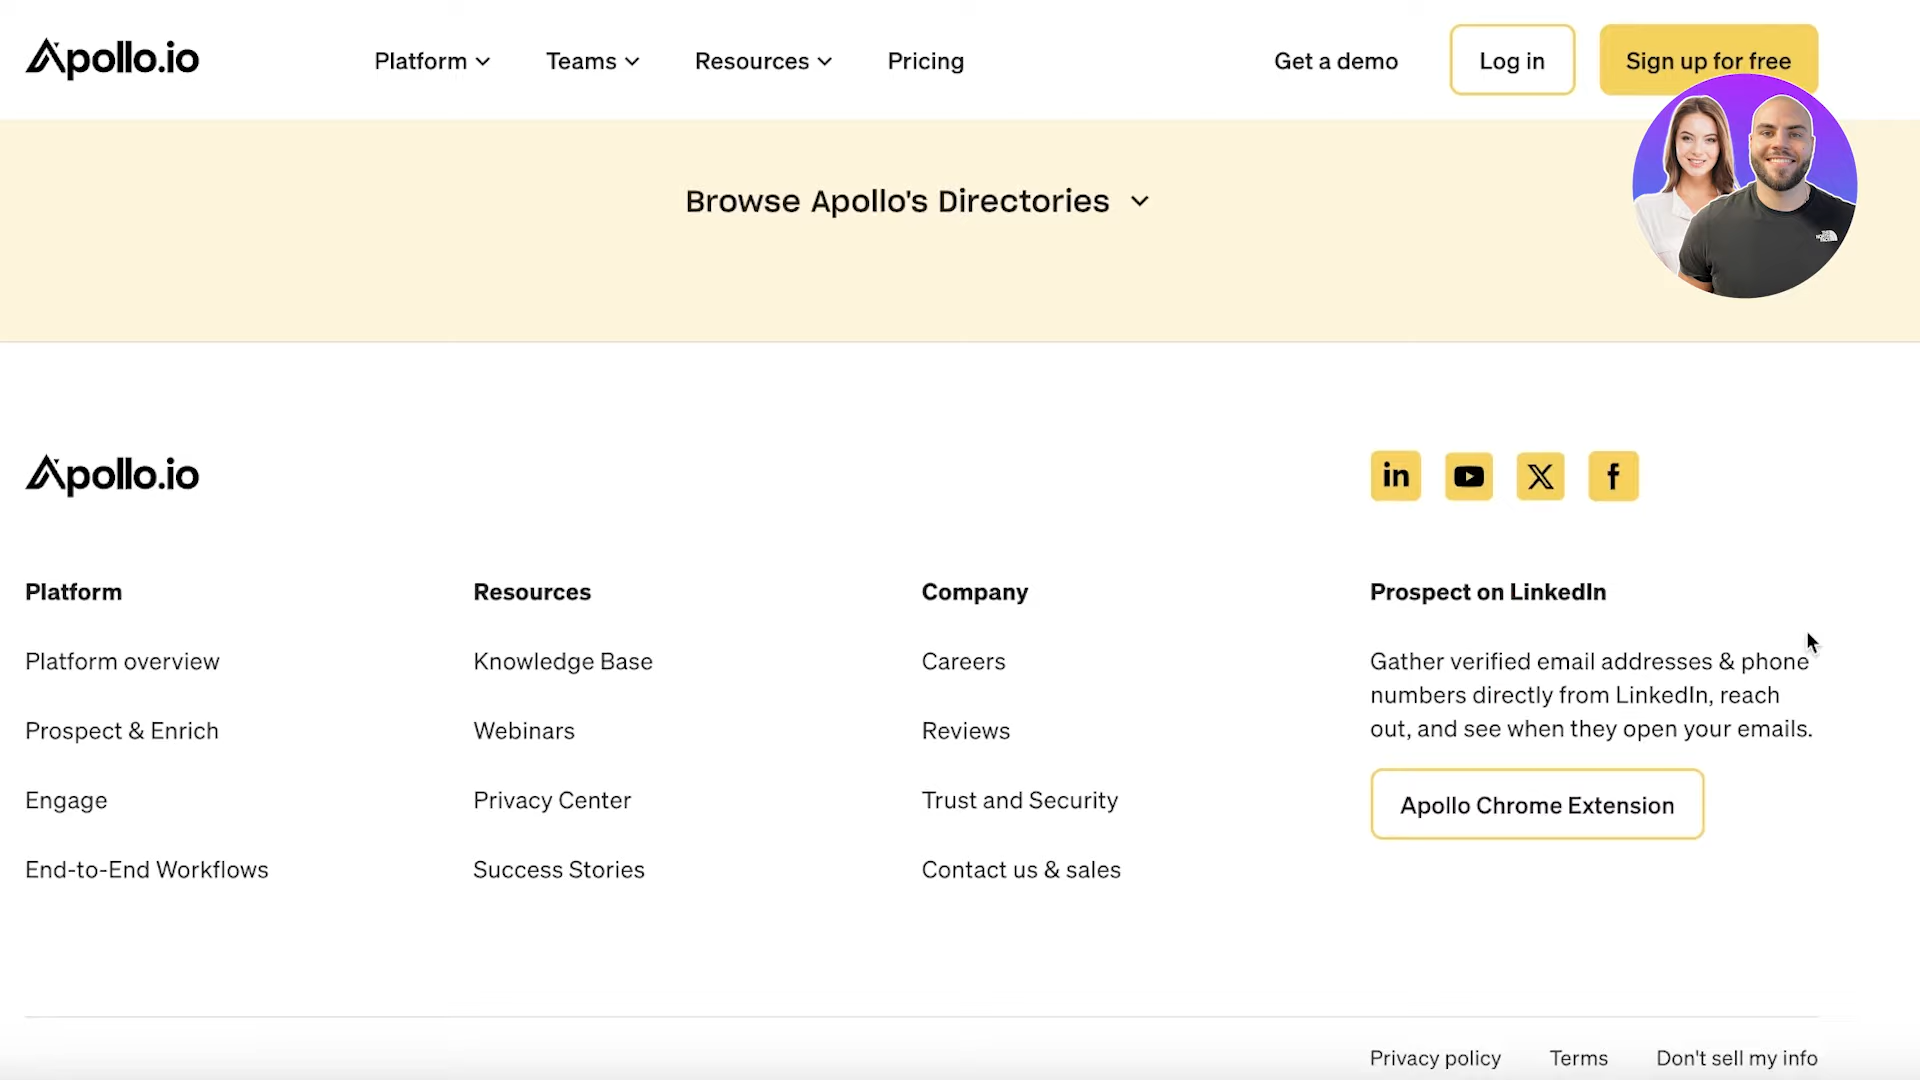 Apollo.io
Platform
Teams
Resources
Pricing
Get a demo
Log in
Sign up for free
Browse Apollo's Directories
Apollo.io
Platform
Platform overview
Prospect & Enrich
Engage
End-to-End Workflows
Resources
Knowledge Base
Webinars
Privacy Center
Success Stories
Company
Careers
Reviews
Trust and Security
Contact us & sales
Prospect on LinkedIn
Gather verified email addresses & phone
numbers directly from LinkedIn, reach
out, and see when they open your emails.
Apollo Chrome Extension
Privacy policy
Terms
Don't sell my info